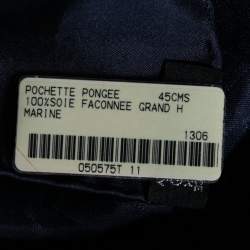 POCHETTE PONGEE 45CMS
100%SOIE FACONNEE GRAND H
MARINE
1306
050575T 11